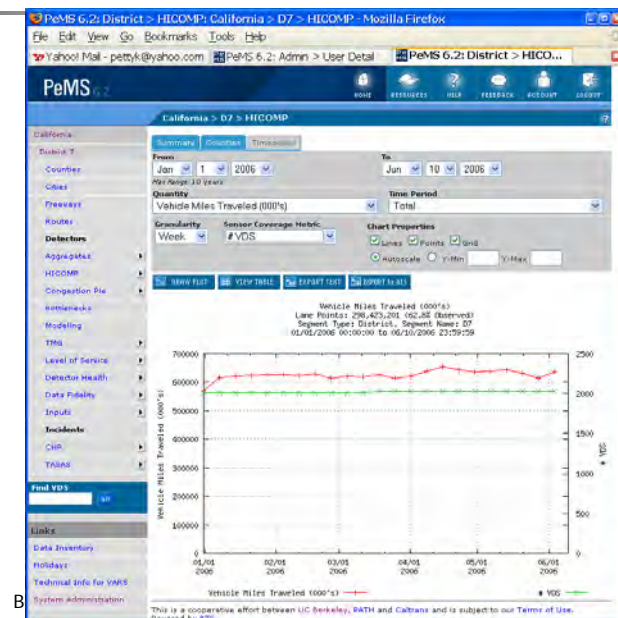 PeMS 6.2: District > HICOMP: California > D7 > HICOMP - Mozilla Firefox
File Edit View Go Bookmarks Tools Help
Yahoo! Mail - pettyk@yahoo.com PeMS 6.2: Admin > User Detail PeMS 6.2: District > HICO...
PeMS 6.2
HOME RESOURCES HELP FEEDBACK ACCOUNT LOGOUT
California > D7 > HICOMP
California
District 7
Counties
Cities
Freeways
Routes
Detectors
Aggregates
HICOMP
Congestion Pie
Bottlenecks
Modeling
TMG
Level of Service
Detector Health
Data Fidelity
Inputs
Incidents
CHP
TASAS
Find VDS
Links
Data Inventory
Holidays
Technical Info for VARS
System Administration
B
Summary Counties Timeseries
From To
Jan 1 2006 Jun 10 2006
Max Range: 10 years
Quantity Time Period
Vehicle Miles Traveled (000's) Total
Granularity Sensor Coverage Metric Chart Properties
Week #VDS Lines Points Grid
Autoscale Y-Min Y-Max
DRAW PLOT VIEW TABLE EXPORT TEXT EXPORT to XLS
Vehicle Miles Traveled (000's)
Lane Points: 298,423,201 (62.8% Observed)
Segment Type: District, Segment Name: D7
01/01/2006 00:00:00 to 06/10/2006 23:59:59
700000 2500
600000
2000
500000
400000 1500
300000
1000
200000
500
100000
0 0
Vehicle Miles Traveled (000's)
# VDS
01/01 02/01 03/01 04/01 05/01 06/01
2006 2006 2006 2006 2006 2006
Vehicle Miles Traveled (000's) # VDS
This is a cooperative effort between UC Berkeley, PATH and Caltrans and is subject to our Terms of Use.